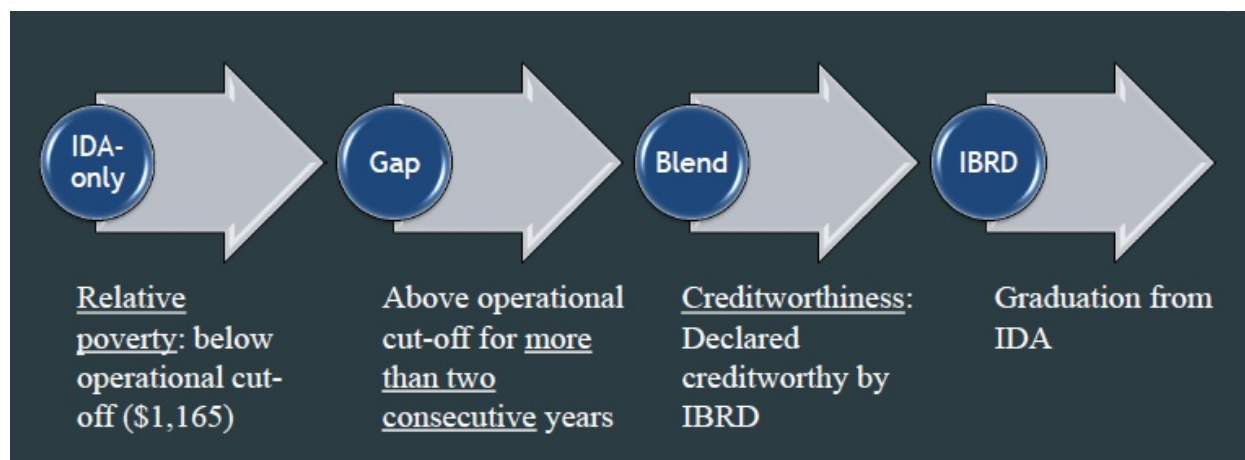 IDA-
only
Gap
Blend
IBRD
Relative
poverty: below
operational cut-
off ($1,165)
Above operational
cut-off for more
than two
consecutive years
Creditworthiness:
Declared
creditworthy by
IBRD
Graduation from
IDA